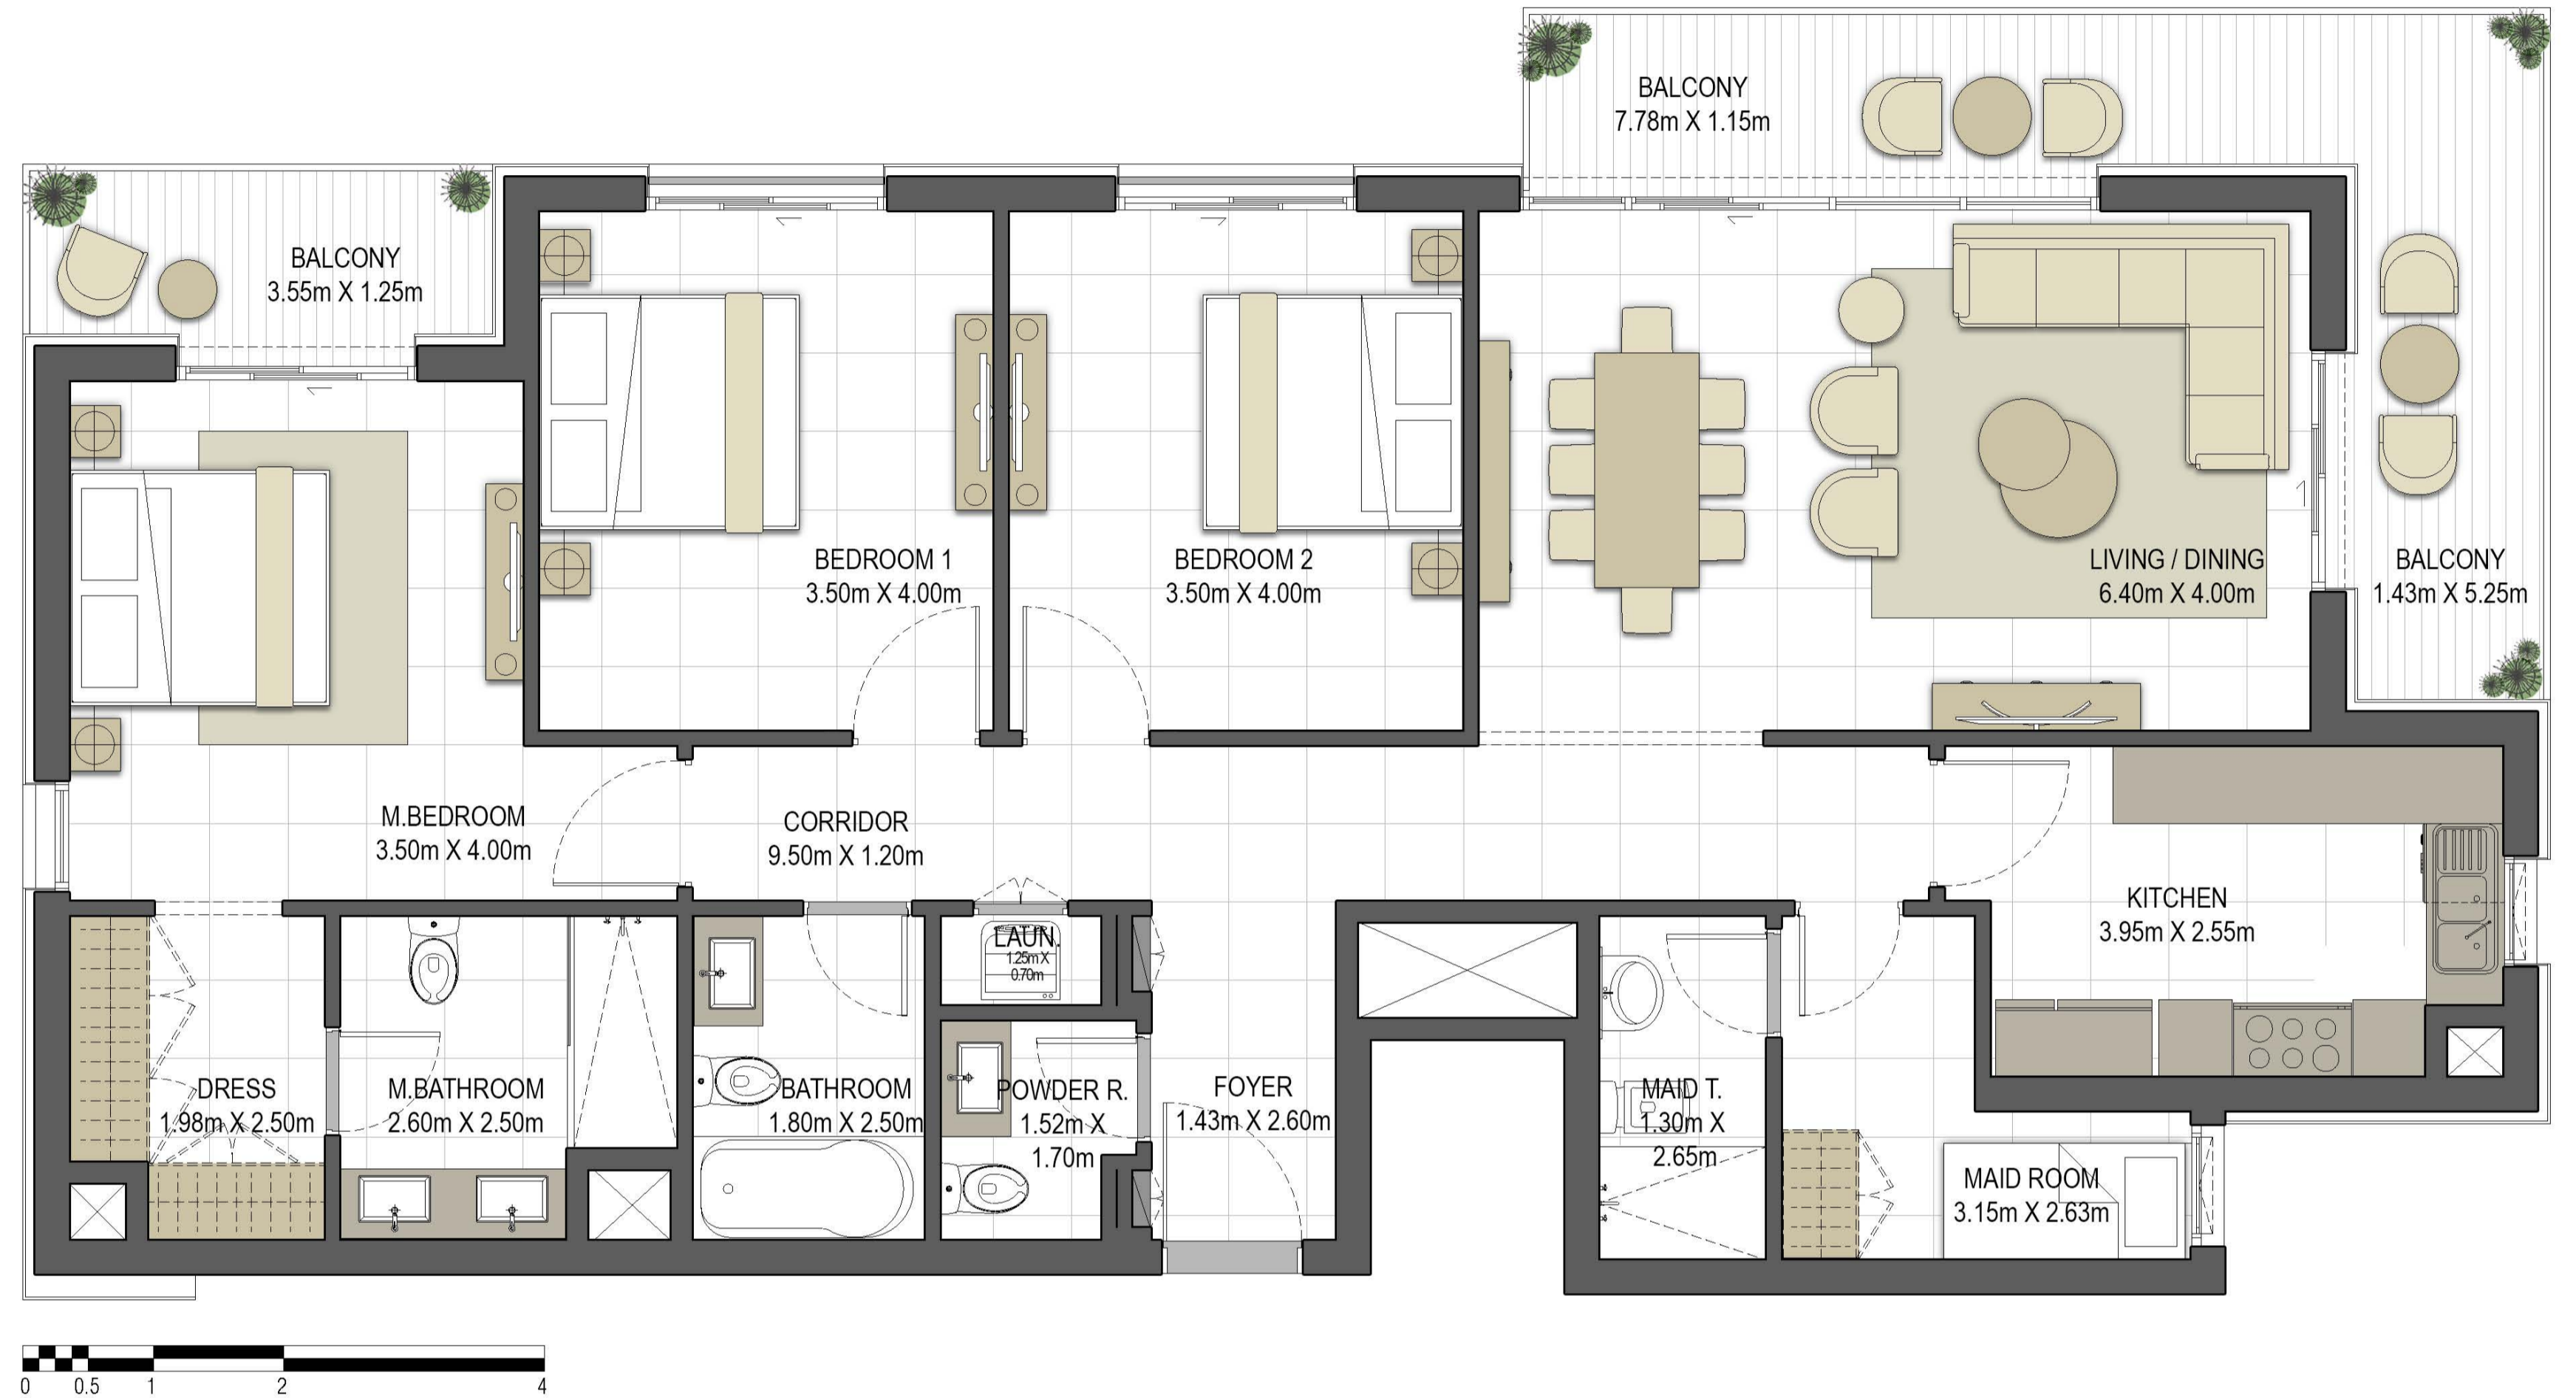 BALCONY
7.78m X 1.15m
BALCONY
3.55m X 1.25m
BEDROOM 1
3.50m X 4.00m
BEDROOM 2
3.50m X 4.00m
LIVING / DINING
6.40m X 4.00m
BALCONY
1.43m X 5.25m
M.BEDROOM
3.50m X 4.00m
CORRIDOR
9.50m X 1.20m
KITCHEN
3.95m X 2.55m
LAUN.
1.25m X
0.70m
DRESS
1.98m X 2.50m
M.BATHROOM
2.60m X 2.50m
BATHROOM
1.80m X 2.50m
POWDER R.
1.52m X
1.70m
FOYER
1.43m X 2.60m
MAID T.
1.30m X
2.65m
MAID ROOM
3.15m X 2.63m
0 0.5 1 2 4